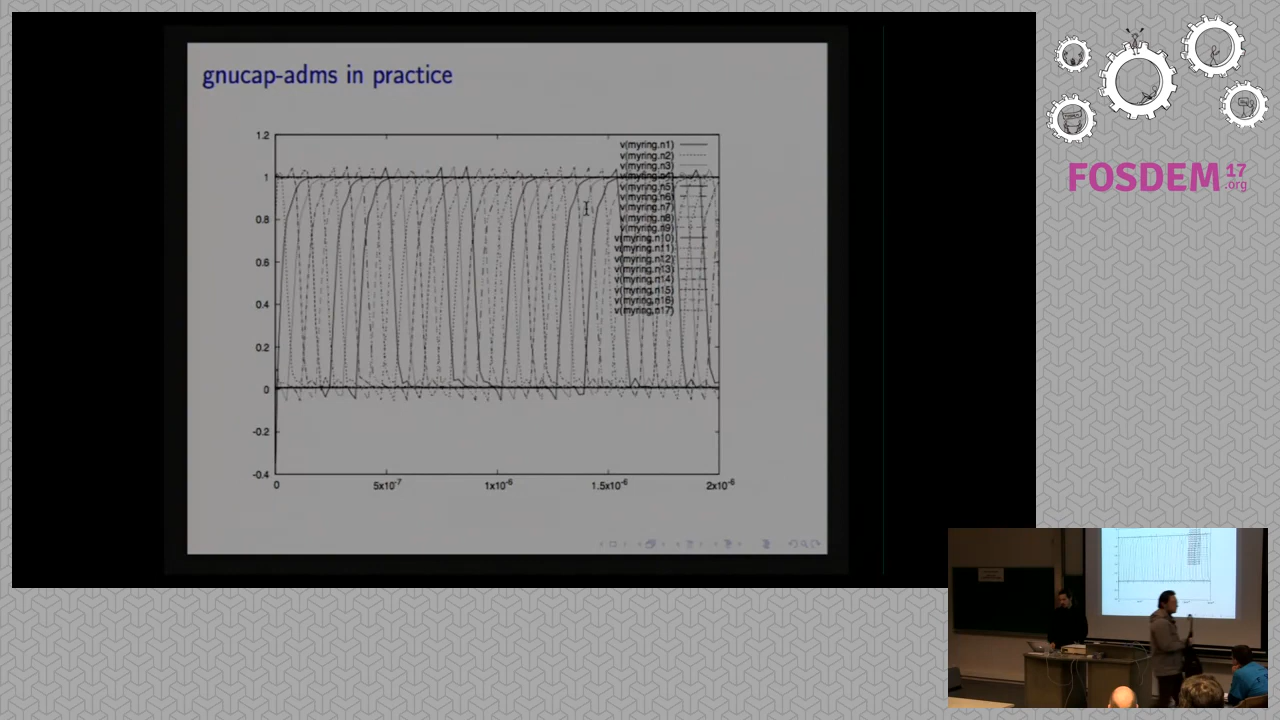 gnucap-adms in practice
1.2
1
0.8
0.6
0.4
0.2
0
-0.2
-0.4
0
5x10-7
1x10-6
1.5x10-6
2x10-6
v(myring.n1)
v(myring.n2)
v(myring.n3)
v(myring.n4)
v(myring.n5)
v(myring.n6)
v(myring.n7)
v(myring.n8)
v(myring.n9)
v(myring.n10)
v(myring.n11)
v(myring.n12)
v(myring.n13)
v(myring.n14)
v(myring.n15)
v(myring.n16)
v(myring.n17)
FOSDEM 17
.org